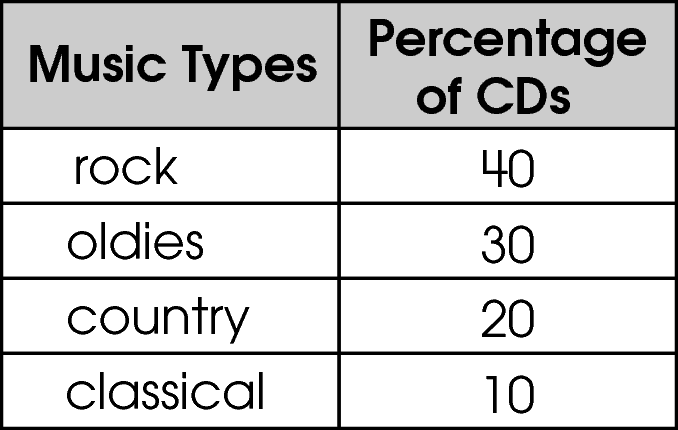 Music Types Percentage
of CDs
rock 40
oldies 30
country 20
classical 10